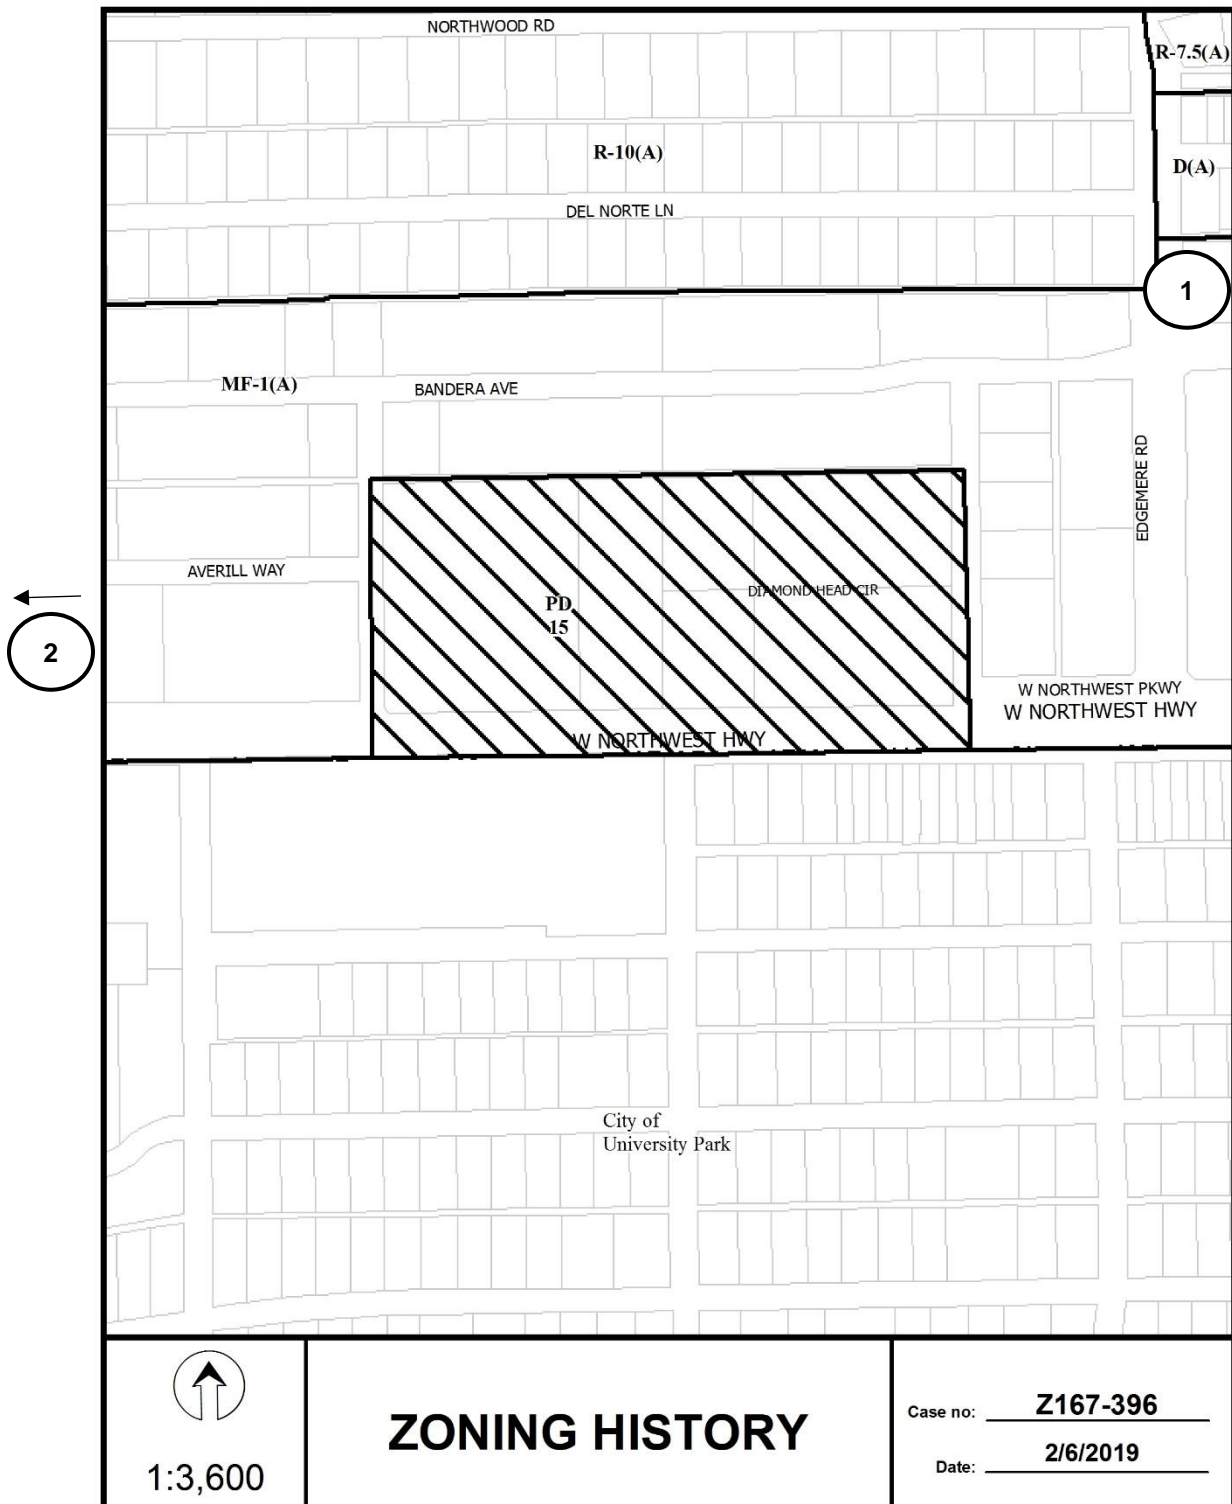 NORTHWOOD RD
R-7.5(A)
R-10(A)
D(A)
DEL NORTE LN
1
MF-1(A)
BANDERA AVE
EDGEMERE RD
AVERILL WAY
DIAMOND HEAD CIR
PD
15
2
W NORTHWEST PKWY
W NORTHWEST HWY
W NORTHWEST HWY
City of
University Park
1:3,600
ZONING HISTORY
Case no: Z167-396
Date: 2/6/2019